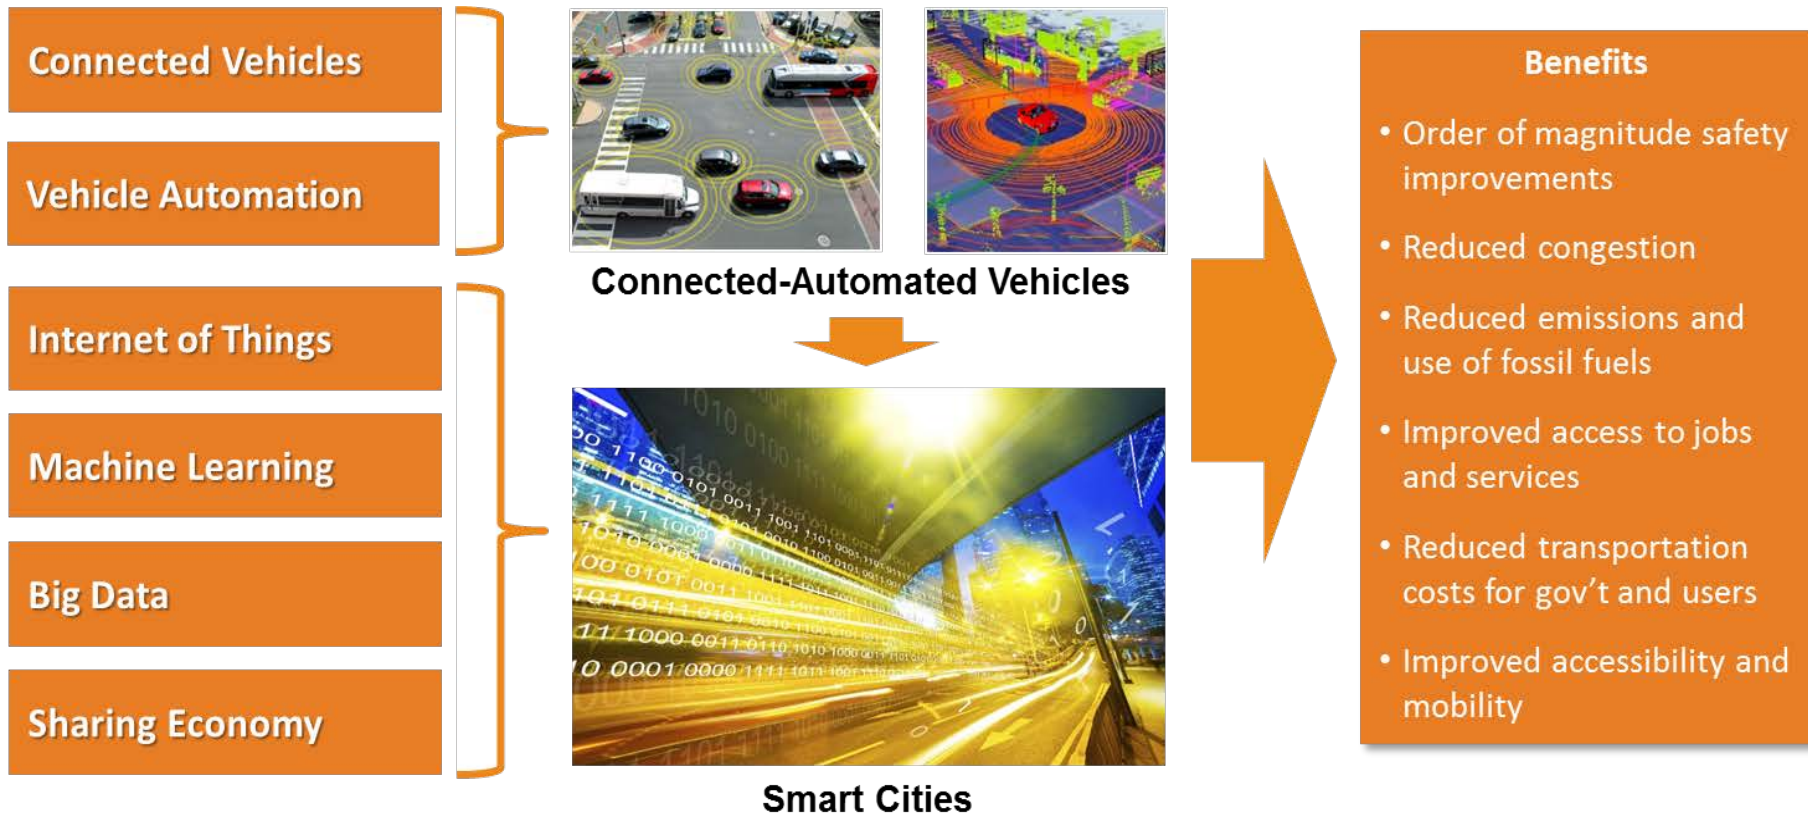 Connected Vehicles
Vehicle Automation
Internet of Things
Machine Learning
Big Data
Sharing Economy
Connected-Automated Vehicles
Smart Cities
Benefits
• Order of magnitude safety
improvements
• Reduced congestion
• Reduced emissions and
use of fossil fuels
• Improved access to jobs
and services
• Reduced transportation
costs for gov't and users
• Improved accessibility and
mobility